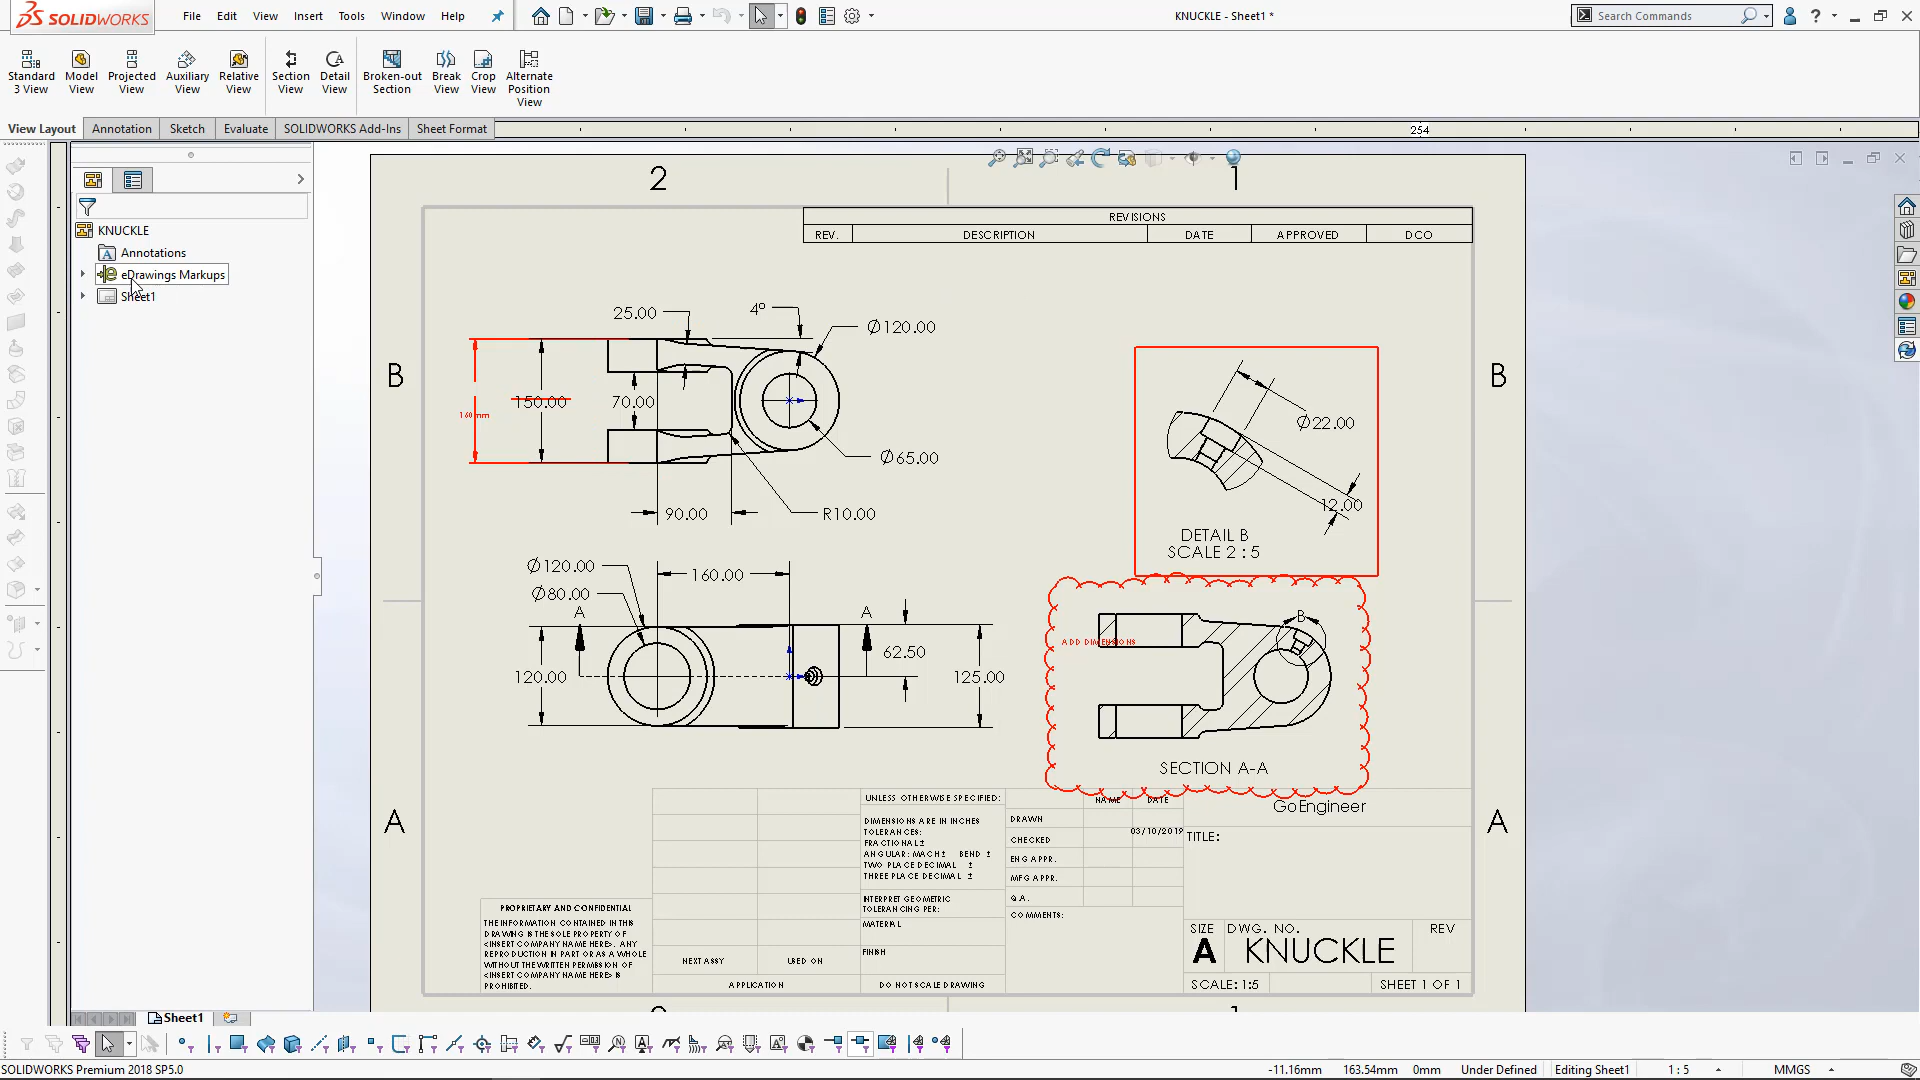 SOLIDWORKS
File Edit View Insert Tools Window Help
KNUCKLE - Sheet1 *
Search Commands
Standard 3 View
Model View
Projected View
Auxiliary View
Relative View
Section View
Detail View
Broken-out Section
Break View
Crop View
Alternate Position View
View Layout Annotation Sketch Evaluate SOLIDWORKS Add-Ins Sheet Format
254
KNUCKLE
Annotations
eDrawings Markups
Sheet1
2 1
REVISIONS
REV. DESCRIPTION DATE APPROVED DCO
B B
25.00
4°
Ø120.00
150.00
160mm
70.00
Ø65.00
90.00
R10.00
Ø22.00
12.00
DETAIL B
SCALE 2 : 5
Ø120.00
Ø80.00
160.00
A A
62.50
120.00
125.00
B
ADD DIMENSIONS
SECTION A-A
A A
UNLESS OTHERWISE SPECIFIED:
DIMENSIONS ARE IN INCHES
TOLERANCES:
FRACTIONAL±
ANGULAR: MACH± BEND ±
TWO PLACE DECIMAL ±
THREE PLACE DECIMAL ±
INTERPRET GEOMETRIC
TOLERANCING PER:
MATERIAL
FINISH
DO NOT SCALE DRAWING
NAME DATE
DRAWN
03/10/2019
CHECKED
ENG APPR.
MFG APPR.
Q.A.
COMMENTS:
GoEngineer
TITLE:
SIZE DWG. NO. REV
A KNUCKLE
SCALE: 1:5 SHEET 1 OF 1
PROPRIETARY AND CONFIDENTIAL
THE INFORMATION CONTAINED IN THIS
DRAWING IS THE SOLE PROPERTY OF
<INSERT COMPANY NAME HERE>. ANY
REPRODUCTION IN PART OR AS A WHOLE
WITHOUT THE WRITTEN PERMISSION OF
<INSERT COMPANY NAME HERE> IS
PROHIBITED.
NEXT ASSY USED ON
APPLICATION
Sheet1
SOLIDWORKS Premium 2018 SP5.0
-11.16mm 163.54mm 0mm Under Defined Editing Sheet1 1 : 5 MMGS